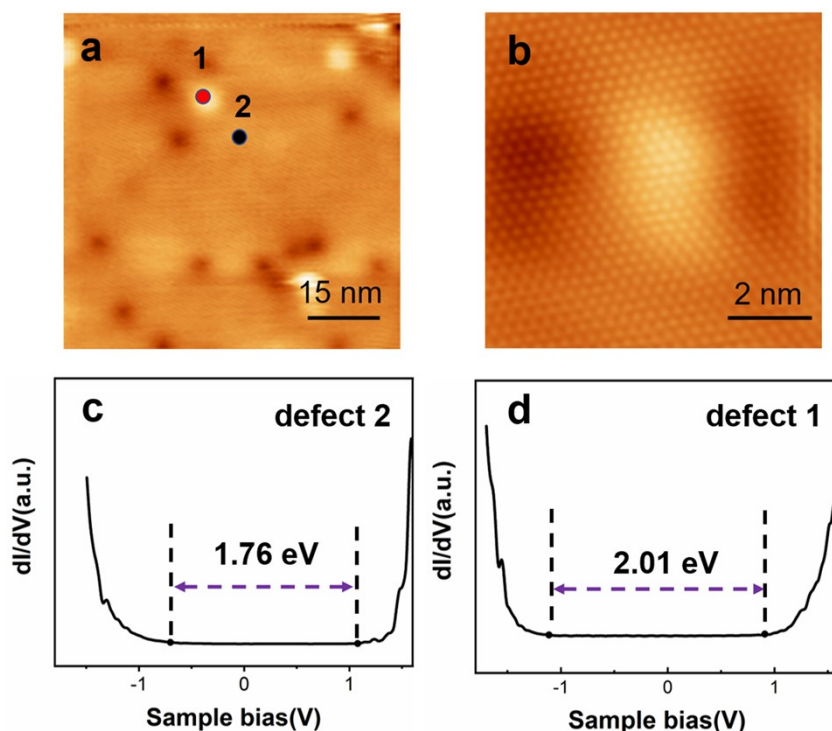 a
1
2
15 nm
b
2 nm
c
defect 2
1.76 eV
dI/dV(a.u.)
-1
0
1
Sample bias(V)
d
defect 1
2.01 eV
dI/dV(a.u.)
-1
0
1
Sample bias(V)